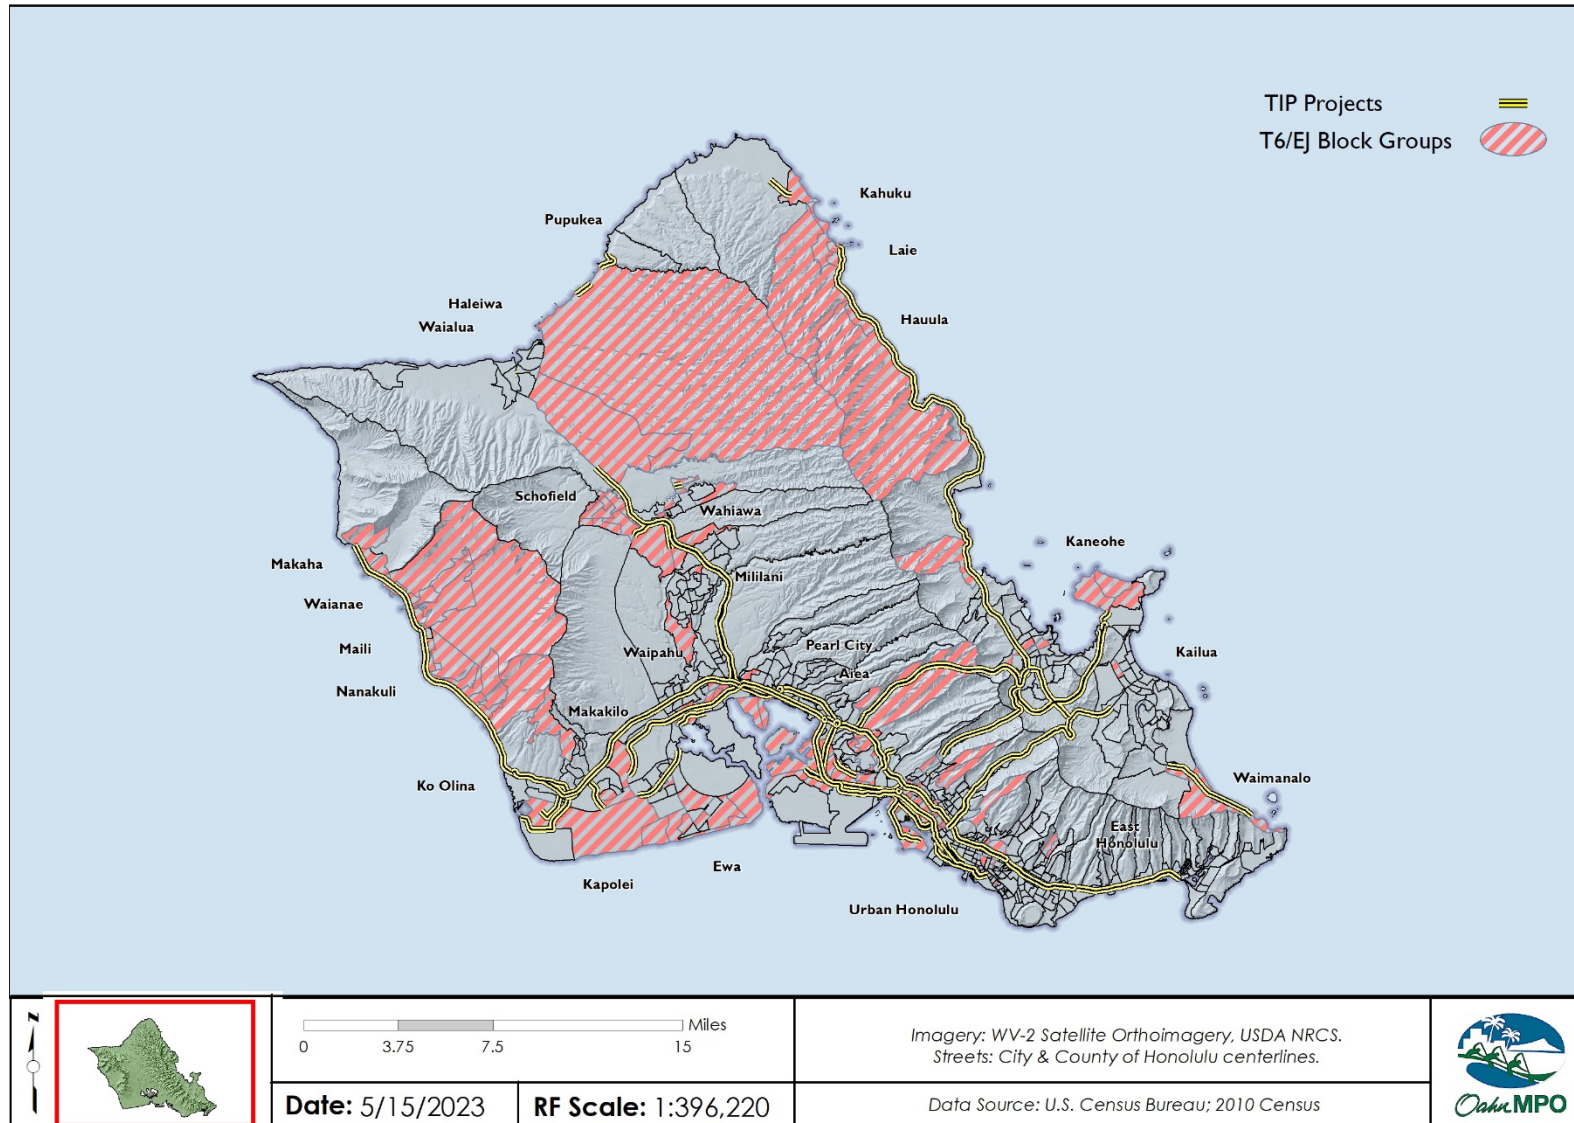 TIP Projects
T6/EJ Block Groups
Kahuku
Pupukea
Laie
Haleiwa
Hauula
Waialua
Schofield
Wahiawa
Kaneohe
Makaha
Mililani
Waianae
Maili
Waipahu
Pearl City
Kailua
Aiea
Nanakuli
Makakilo
Ko Olina
Waimanalo
East
Honolulu
Ewa
Kapolei
Urban Honolulu
N
Miles
0 3.75 7.5 15
Imagery: WV-2 Satellite Orthoimagery, USDA NRCS.
Streets: City & County of Honolulu centerlines.
Date: 5/15/2023
RF Scale: 1:396,220
Data Source: U.S. Census Bureau; 2010 Census
OahuMPO